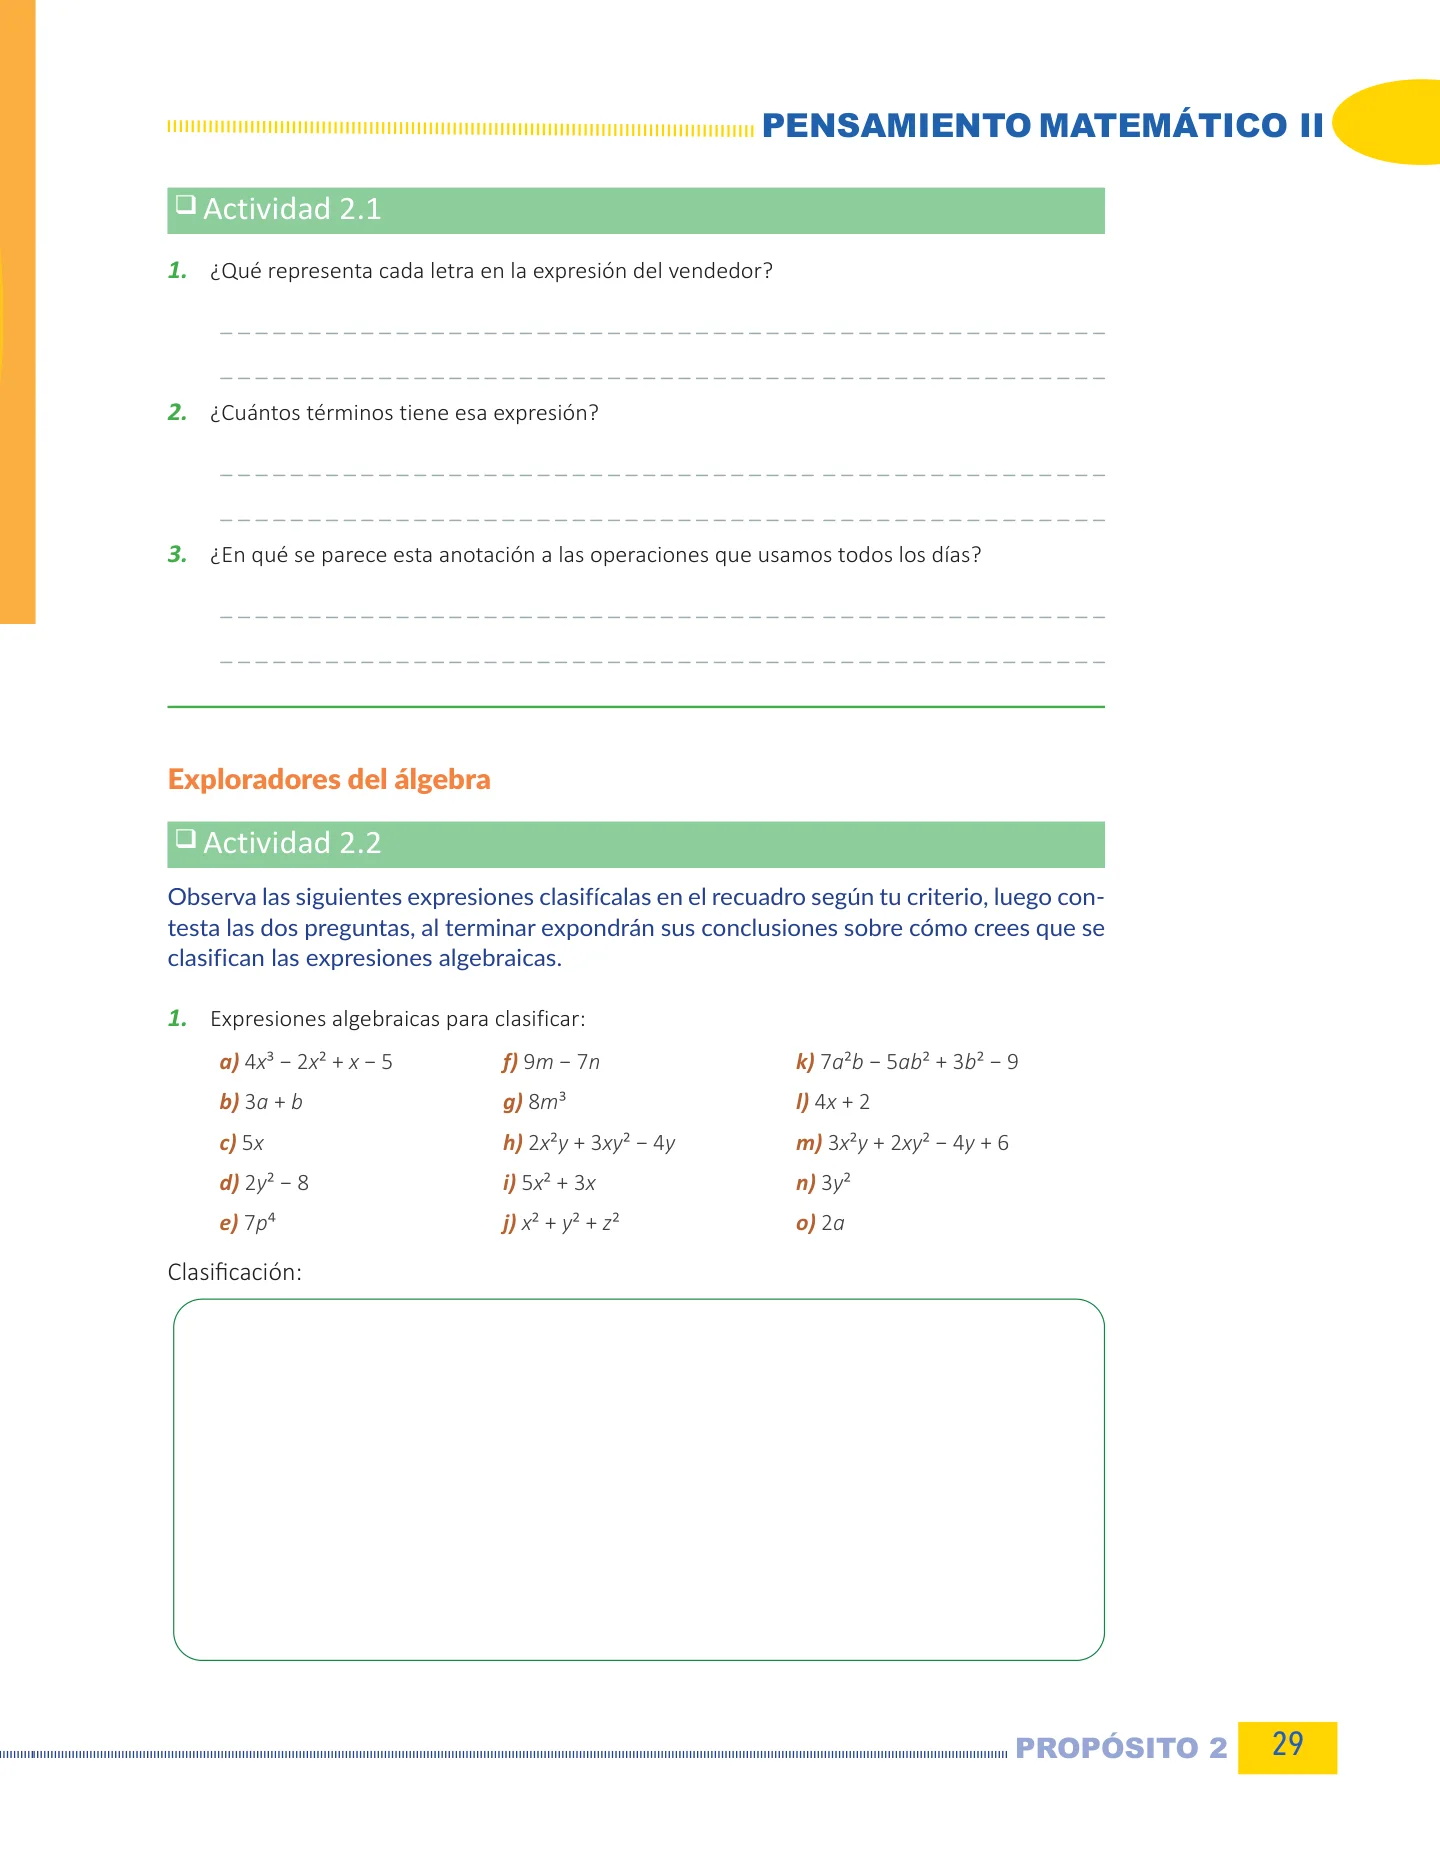 PENSAMIENTO MATEMÁTICO II
❑ Actividad 2.1
1. ¿Qué representa cada letra en la expresión del vendedor?
2. ¿Cuántos términos tiene esa expresión?
3. ¿En qué se parece esta anotación a las operaciones que usamos todos los días?
Exploradores del álgebra
❑ Actividad 2.2
Observa las siguientes expresiones clasifícalas en el recuadro según tu criterio, luego con-
testa las dos preguntas, al terminar expondrán sus conclusiones sobre cómo crees que se
clasifican las expresiones algebraicas.
1. Expresiones algebraicas para clasificar:
a) 4x³ − 2x² + x − 5
b) 3a + b
c) 5x
d) 2y² − 8
e) 7p⁴
f) 9m − 7n
g) 8m³
h) 2x²y + 3xy² − 4y
i) 5x² + 3x
j) x² + y² + z²
k) 7a²b − 5ab² + 3b² − 9
l) 4x + 2
m) 3x²y + 2xy² − 4y + 6
n) 3y²
o) 2a
Clasificación:
PROPÓSITO 2
29